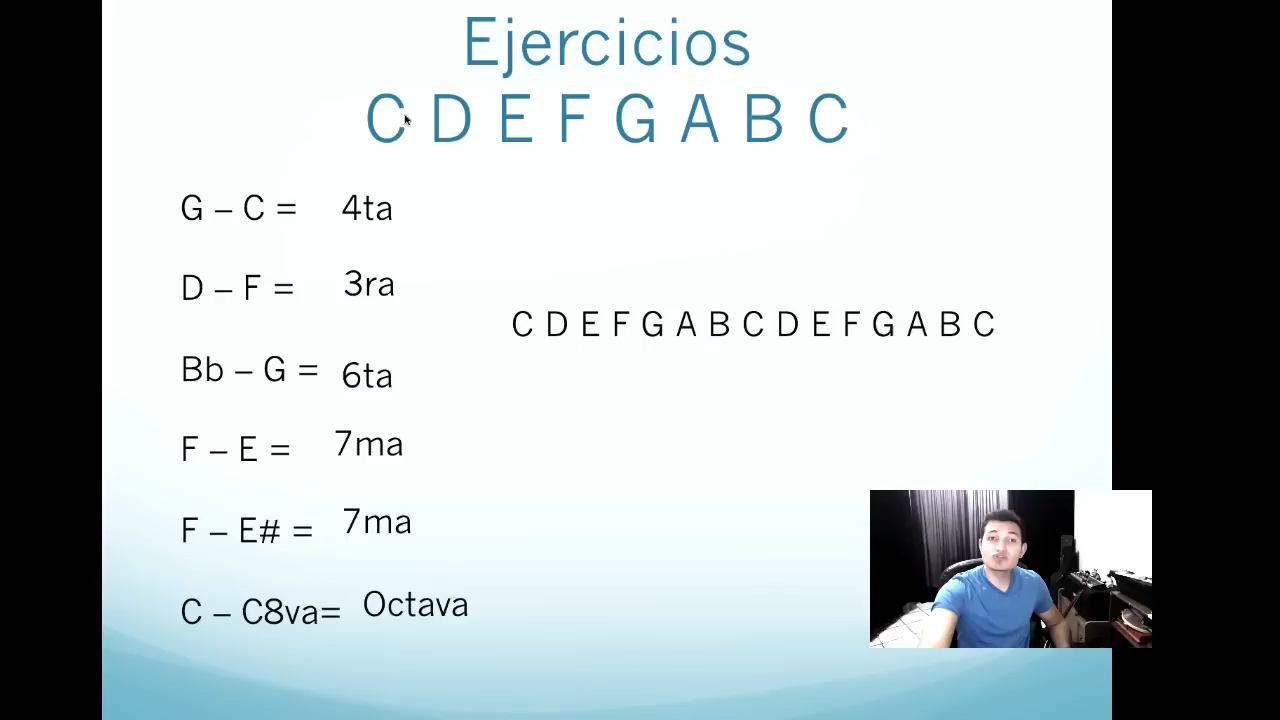 Ejercicios
C D E F G A B C
G – C = 4ta
D – F = 3ra
C D E F G A B C D E F G A B C
Bb – G = 6ta
F – E = 7ma
F – E# = 7ma
C – C8va= Octava